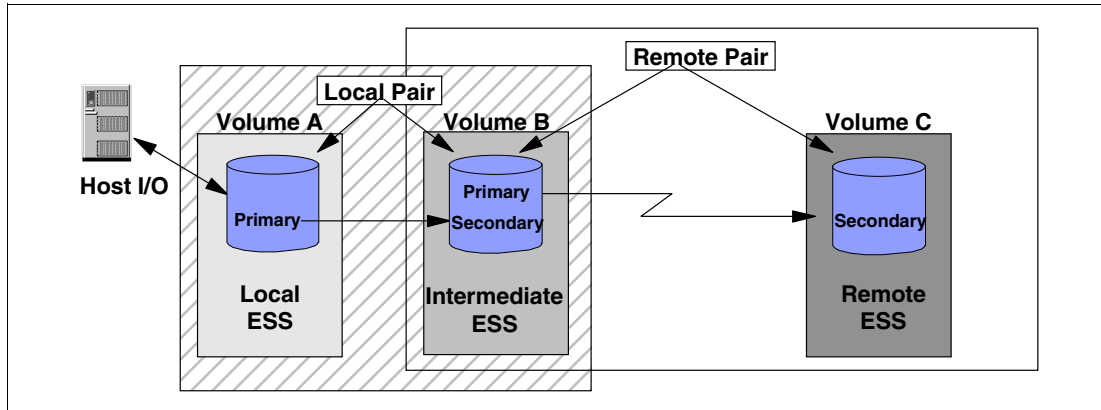 Remote Pair
Local Pair
Volume A
Volume B
Volume C
Host I/O
Primary
Primary
Secondary
Secondary
Local
ESS
Intermediate
ESS
Remote
ESS